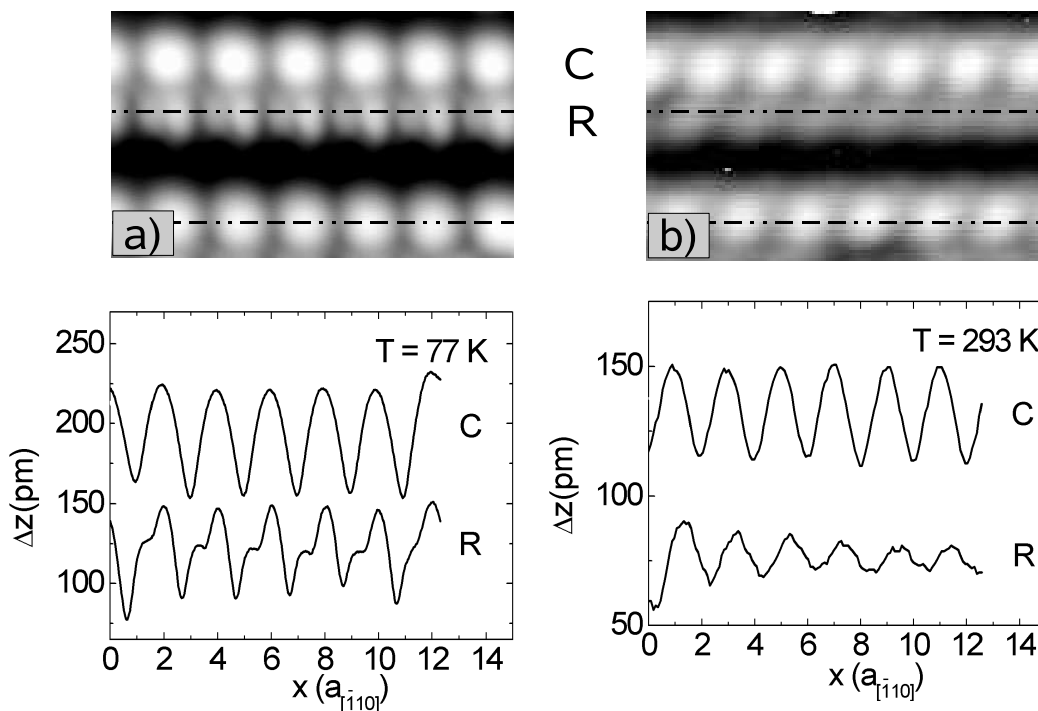 C
R
a)
b)
250
200
150
100
Δz(pm)
T = 77 K
C
R
0 2 4 6 8 10 12 14
x (a[1̄10])
150
100
50
Δz(pm)
T = 293 K
C
R
0 2 4 6 8 10 12 14
x (a[1̄10])